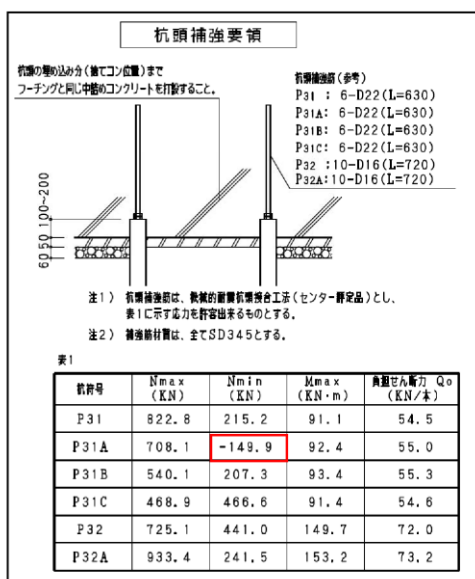 杭頭補強要領
杭頭の埋め込み分(捨てコン位置)まで
フーチングと同じ中詰めコンクリートを打設すること。
杭頭補強筋(参考)
P31 : 6-D22(L=630)
P31A: 6-D22(L=630)
P31B: 6-D22(L=630)
P31C: 6-D22(L=630)
P32 :10-D16(L=720)
P32A:10-D16(L=720)
100~200
50
60
注1) 杭頭補強筋は、機械的耐震杭頭接合工法(センター評定品)とし、
表1に示す応力を許容出来るものとする。
注2) 補強筋材質は、全てSD345とする。
表1
杭符号 Nmax (KN) Nmin (KN) Mmax (KN・m) 負担せん断力 Qo (KN/本)
P31 822.8 215.2 91.1 54.5
P31A 708.1 -149.9 92.4 55.0
P31B 540.1 207.3 93.4 55.3
P31C 468.9 466.6 91.4 54.6
P32 725.1 441.0 149.7 72.0
P32A 933.4 241.5 153.2 73.2